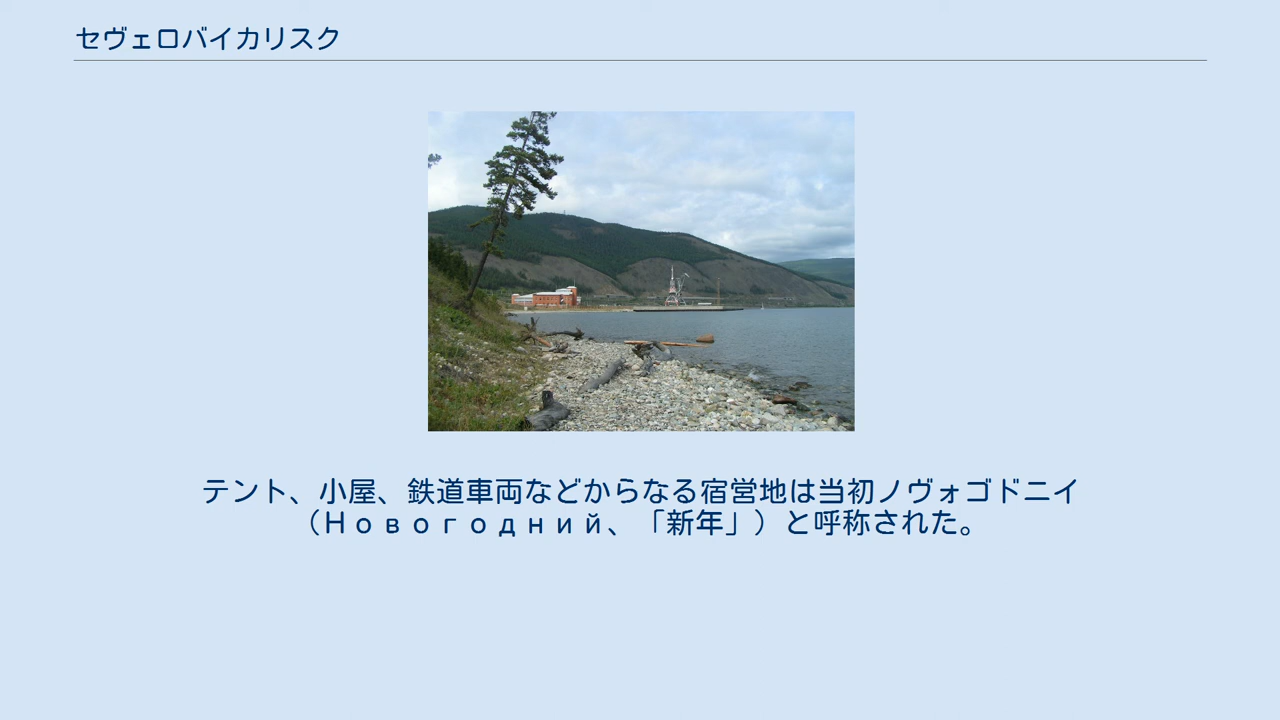 セヴェロバイカリスク
テント、小屋、鉄道車両などからなる宿営地は当初ノヴォゴドニイ
（Новогодний、「新年」）と呼称された。